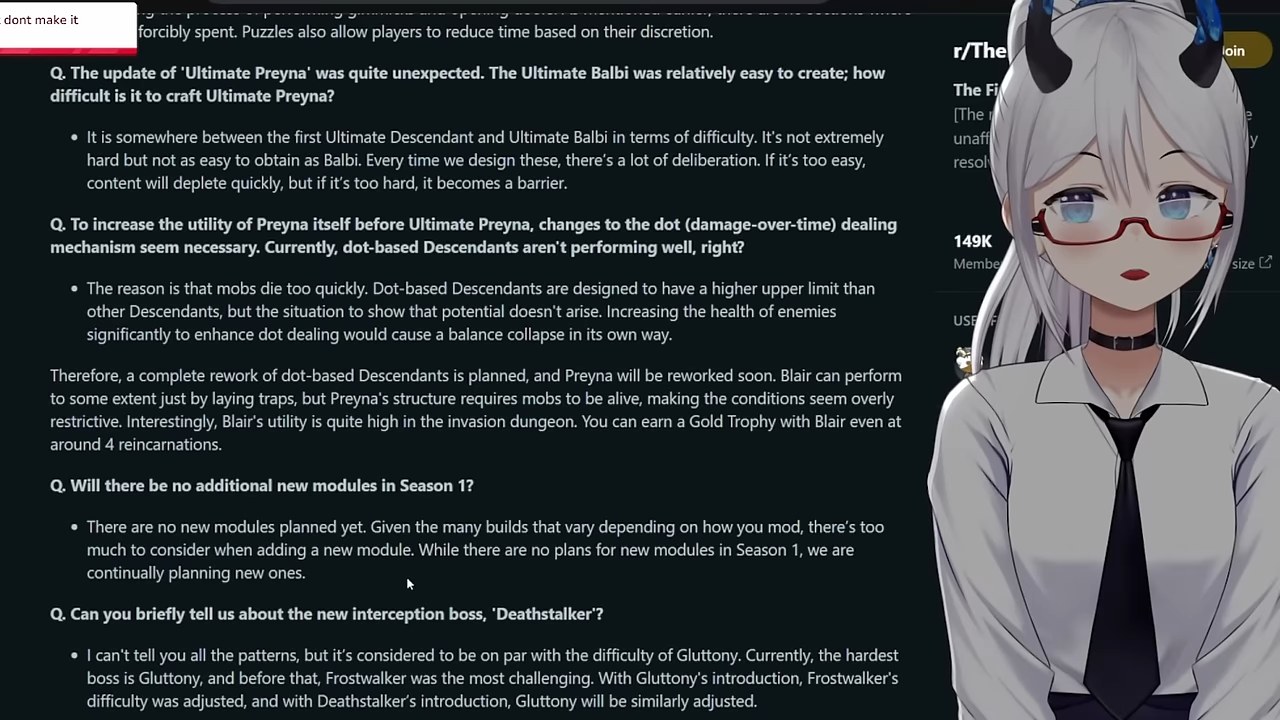 dont make it
forcibly spent. Puzzles also allow players to reduce time based on their discretion.
Q. The update of 'Ultimate Preyna' was quite unexpected. The Ultimate Balbi was relatively easy to create; how
difficult is it to craft Ultimate Preyna?
• It is somewhere between the first Ultimate Descendant and Ultimate Balbi in terms of difficulty. It's not extremely
hard but not as easy to obtain as Balbi. Every time we design these, there's a lot of deliberation. If it's too easy,
content will deplete quickly, but if it's too hard, it becomes a barrier.
Q. To increase the utility of Preyna itself before Ultimate Preyna, changes to the dot (damage-over-time) dealing
mechanism seem necessary. Currently, dot-based Descendants aren't performing well, right?
• The reason is that mobs die too quickly. Dot-based Descendants are designed to have a higher upper limit than
other Descendants, but the situation to show that potential doesn't arise. Increasing the health of enemies
significantly to enhance dot dealing would cause a balance collapse in its own way.
Therefore, a complete rework of dot-based Descendants is planned, and Preyna will be reworked soon. Blair can perform
to some extent just by laying traps, but Preyna's structure requires mobs to be alive, making the conditions seem overly
restrictive. Interestingly, Blair's utility is quite high in the invasion dungeon. You can earn a Gold Trophy with Blair even at
around 4 reincarnations.
Q. Will there be no additional new modules in Season 1?
• There are no new modules planned yet. Given the many builds that vary depending on how you mod, there's too
much to consider when adding a new module. While there are no plans for new modules in Season 1, we are
continually planning new ones.
Q. Can you briefly tell us about the new interception boss, 'Deathstalker'?
• I can't tell you all the patterns, but it's considered to be on par with the difficulty of Gluttony. Currently, the hardest
boss is Gluttony, and before that, Frostwalker was the most challenging. With Gluttony's introduction, Frostwalker's
difficulty was adjusted, and with Deathstalker's introduction, Gluttony will be similarly adjusted.
r/The
The Fi
[The
unaff
resolv
149K
size